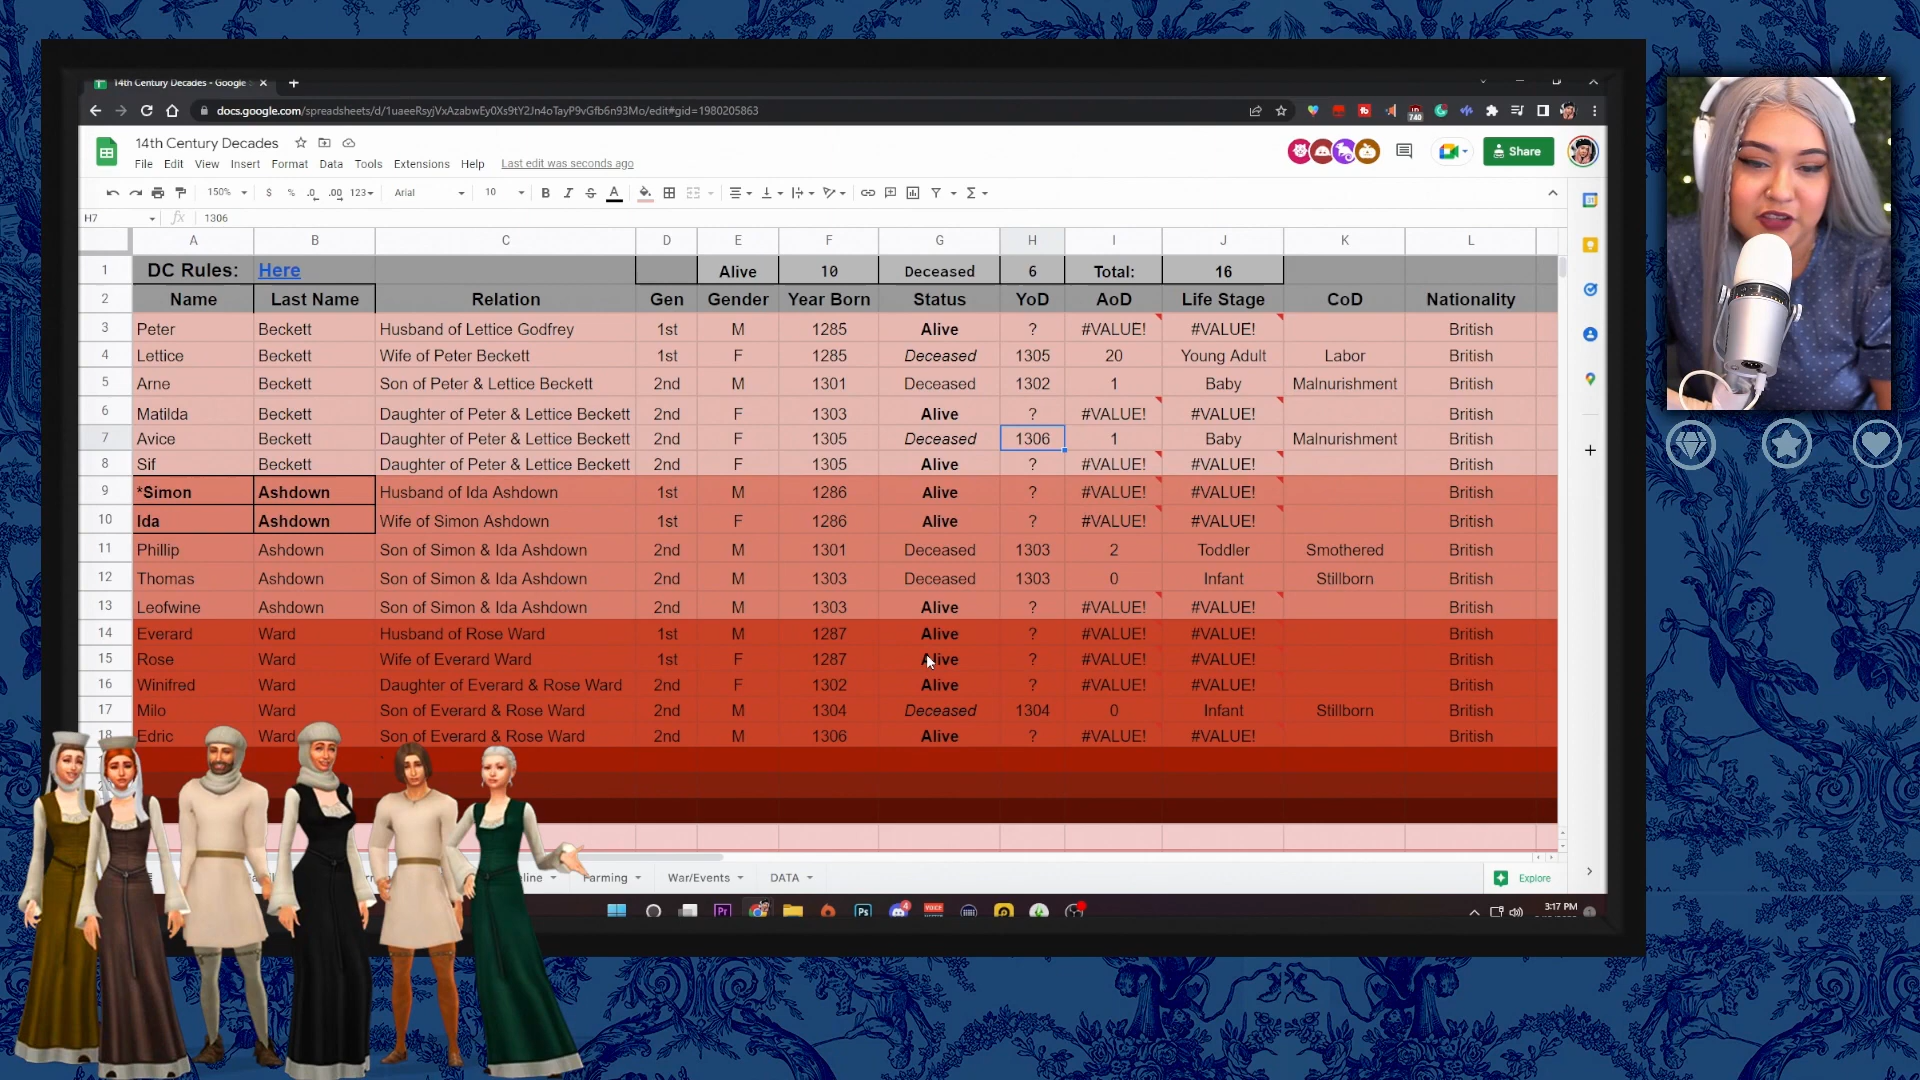 14th Century Decades - Google
docs.google.com/spreadsheets/d/1uaeeRsyjVxAzabwEy0Xs9tY2Jn4oTayP9vGfb6n93Mo/edit#gid=1980205863
740
14th Century Decades
File Edit View Insert Format Data Tools Extensions Help Last edit was seconds ago
Share
150% $ % .0 .00 123 Arial 10 B I S A
H7 fx 1306
A B C D E F G H I J K L
1 DC Rules: Here Alive 10 Deceased 6 Total: 16
2 Name Last Name Relation Gen Gender Year Born Status YoD AoD Life Stage CoD Nationality
3 Peter Beckett Husband of Lettice Godfrey 1st M 1285 Alive ? #VALUE! #VALUE! British
4 Lettice Beckett Wife of Peter Beckett 1st F 1285 Deceased 1305 20 Young Adult Labor British
5 Arne Beckett Son of Peter & Lettice Beckett 2nd M 1301 Deceased 1302 1 Baby Malnurishment British
6 Matilda Beckett Daughter of Peter & Lettice Beckett 2nd F 1303 Alive ? #VALUE! #VALUE! British
7 Avice Beckett Daughter of Peter & Lettice Beckett 2nd F 1305 Deceased 1306 1 Baby Malnurishment British
8 Sif Beckett Daughter of Peter & Lettice Beckett 2nd F 1305 Alive ? #VALUE! #VALUE! British
9 *Simon Ashdown Husband of Ida Ashdown 1st M 1286 Alive ? #VALUE! #VALUE! British
10 Ida Ashdown Wife of Simon Ashdown 1st F 1286 Alive ? #VALUE! #VALUE! British
11 Phillip Ashdown Son of Simon & Ida Ashdown 2nd M 1301 Deceased 1303 2 Toddler Smothered British
12 Thomas Ashdown Son of Simon & Ida Ashdown 2nd M 1303 Deceased 1303 0 Infant Stillborn British
13 Leofwine Ashdown Son of Simon & Ida Ashdown 2nd M 1303 Alive ? #VALUE! #VALUE! British
14 Everard Ward Husband of Rose Ward 1st M 1287 Alive ? #VALUE! #VALUE! British
15 Rose Ward Wife of Everard Ward 1st F 1287 Alive ? #VALUE! #VALUE! British
16 Winifred Ward Daughter of Everard & Rose Ward 2nd F 1302 Alive ? #VALUE! #VALUE! British
17 Milo Ward Son of Everard & Rose Ward 2nd M 1304 Deceased 1304 0 Infant Stillborn British
18 Edric Ward Son of Everard & Rose Ward 2nd M 1306 Alive ? #VALUE! #VALUE! British
Farming War/Events DATA Explore
Pr Ps 4 3:17 PM